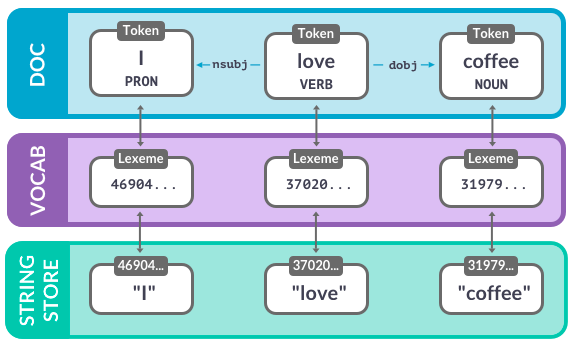 DOC
Token Token Token
I love coffee
nsubj dobj
PRON VERB NOUN
VOCAB
Lexeme Lexeme Lexeme
46904... 37020... 31979...
STRING
STORE
46904... 37020... 31979...
"I" "love" "coffee"